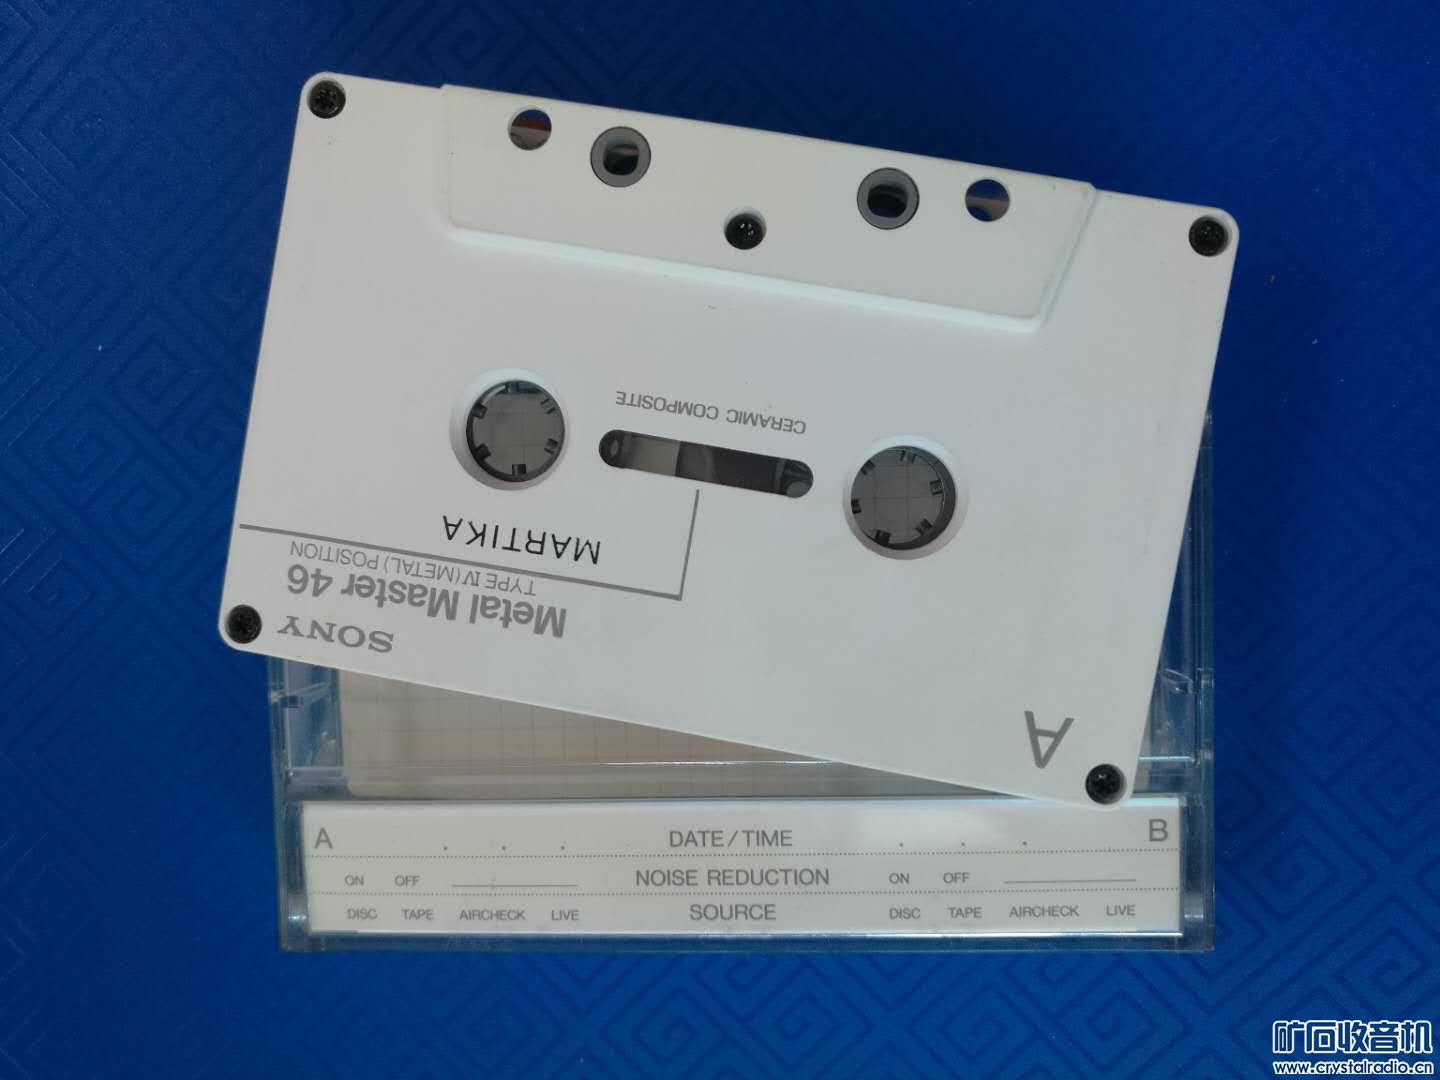 SONY
Metal Master 46
TYPE IV (METAL) POSITION
MARTIKA
CERAMIC COMPOSITE
A
A DATE/TIME B
ON OFF NOISE REDUCTION ON OFF
DISC TAPE AIRCHECK LIVE SOURCE DISC TAPE AIRCHECK LIVE
矿石收音机
www.crystalradio.cn